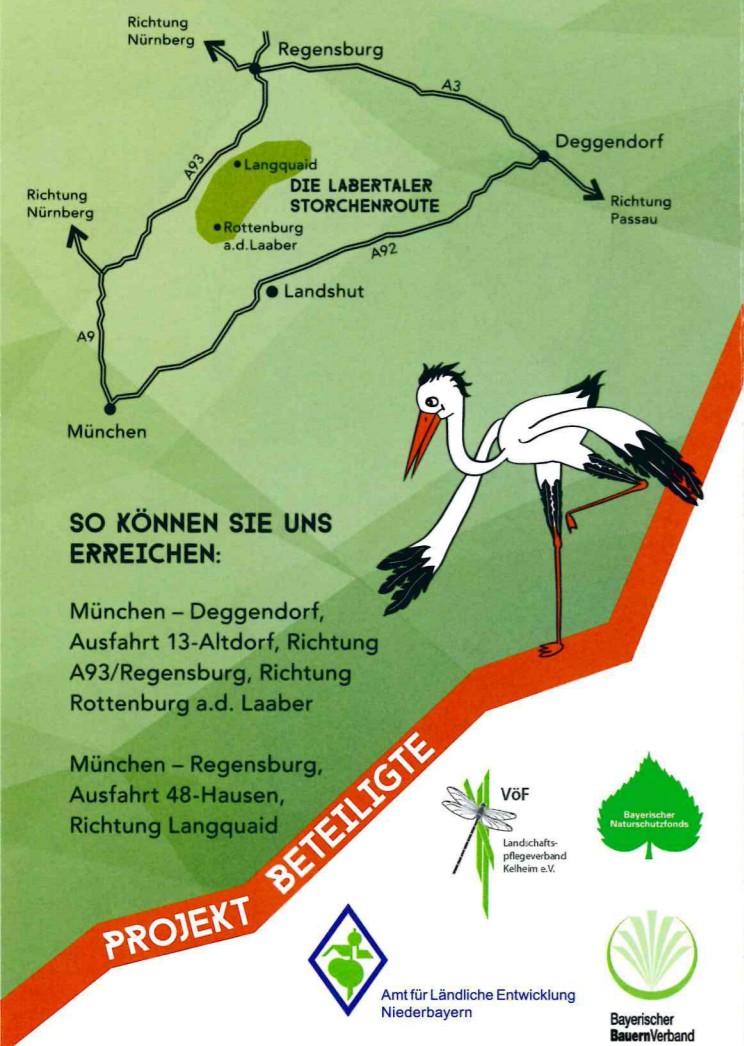 Richtung
Nürnberg
Regensburg
A3
Deggendorf
A93
Langquaid
DIE LABERTALER
STORCHENROUTE
Richtung
Passau
Richtung
Nürnberg
Rottenburg
a.d.Laaber
A92
Landshut
A9
München
SO KÖNNEN SIE UNS
ERREICHEN:
München – Deggendorf,
Ausfahrt 13-Altdorf, Richtung
A93/Regensburg, Richtung
Rottenburg a.d. Laaber
München – Regensburg,
Ausfahrt 48-Hausen,
Richtung Langquaid
PROJEKT BETEILIGTE
VöF
Landschafts-
pflegeverband
Kelheim e.V.
Bayerischer
Naturschutzfonds
Amt für Ländliche Entwicklung
Niederbayern
Bayerischer
BauernVerband